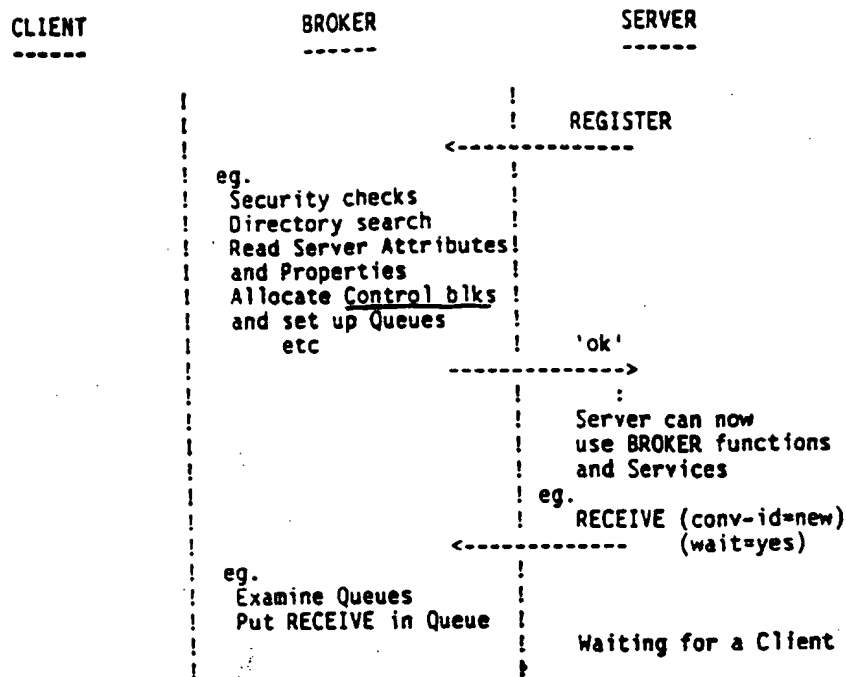 CLIENT BROKER SERVER
REGISTER
eg.
Security checks
Directory search
Read Server Attributes
and Properties
Allocate Control blks
and set up Queues
etc
'ok'
:
Server can now
use BROKER functions
and Services
eg.
RECEIVE (conv-id=new)
(wait=yes)
eg.
Examine Queues
Put RECEIVE in Queue
Waiting for a Client